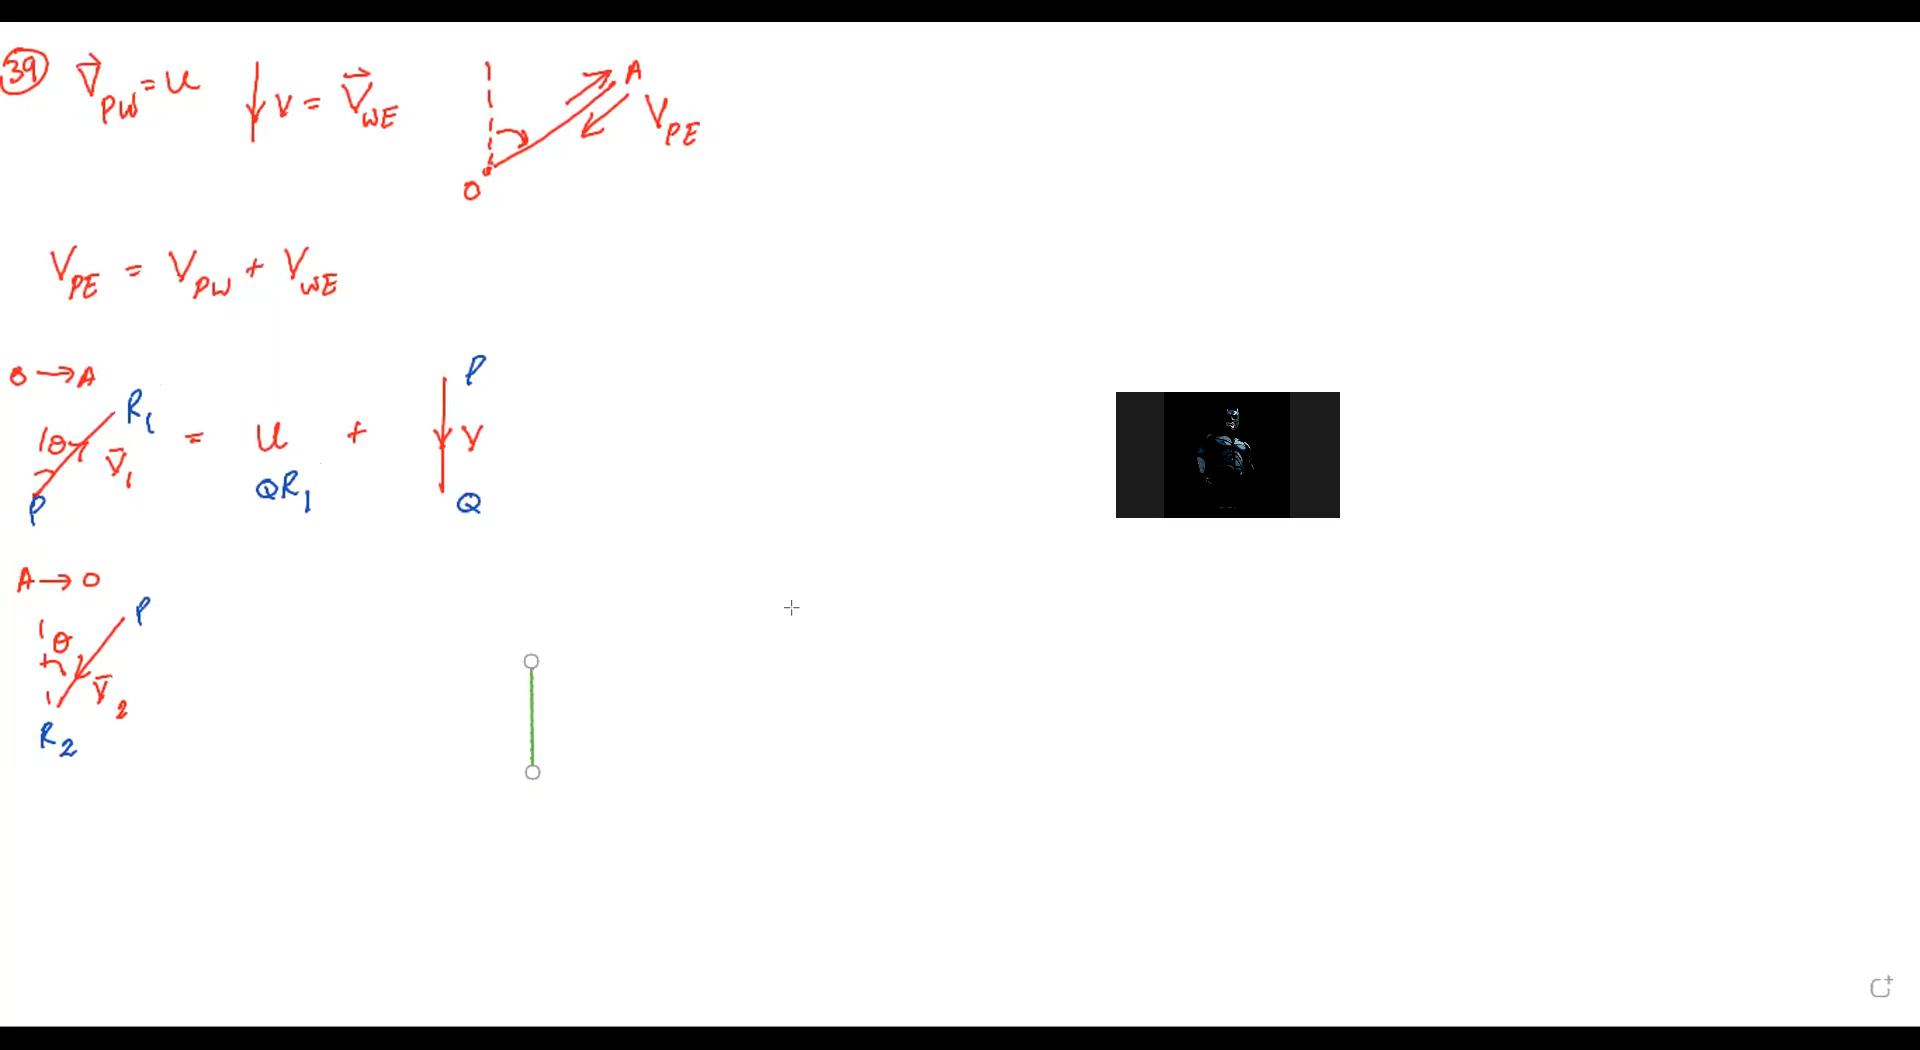 39 V⃗PW = u V = V⃗WE A VPE
O
VPE = VPW + VWE
O → A P
R1
θ V̄1 = u + V
P QR1 Q
A → O
P
θ
V̄2
R2